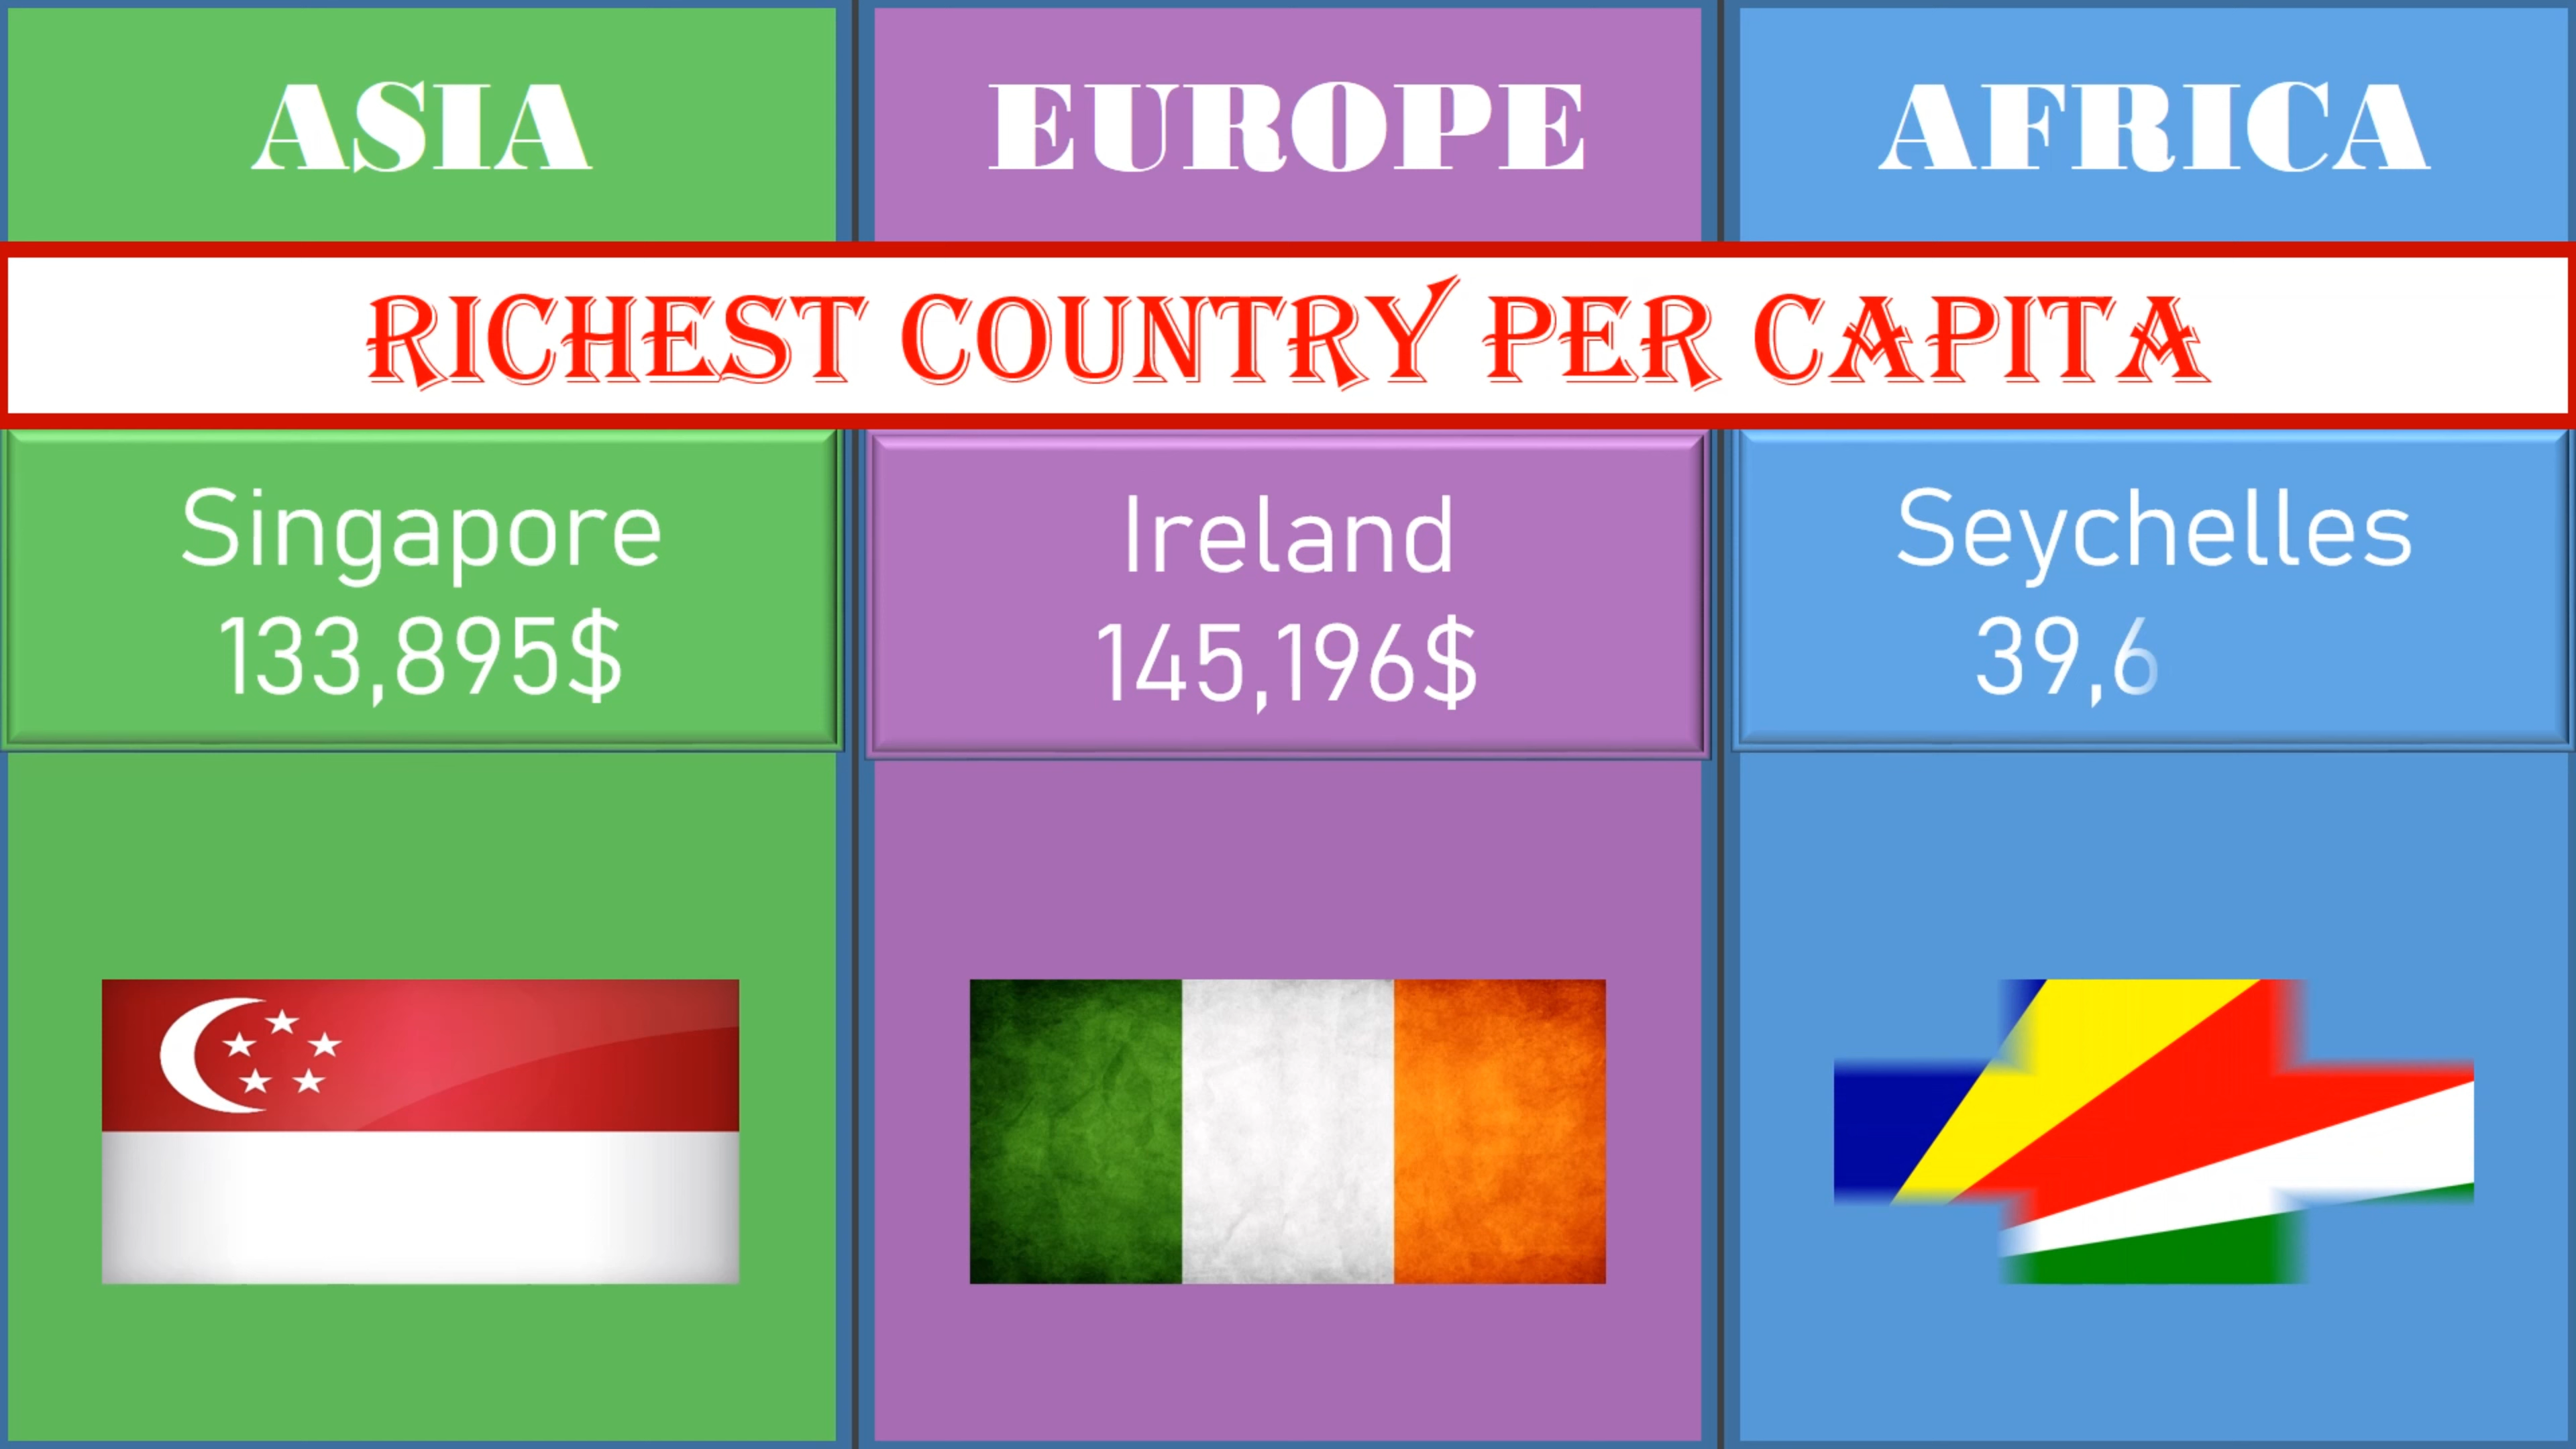 ASIA
EUROPE
AFRICA
RICHEST COUNTRY PER CAPITA
Singapore
133,895$
Ireland
145,196$
Seychelles
39,6